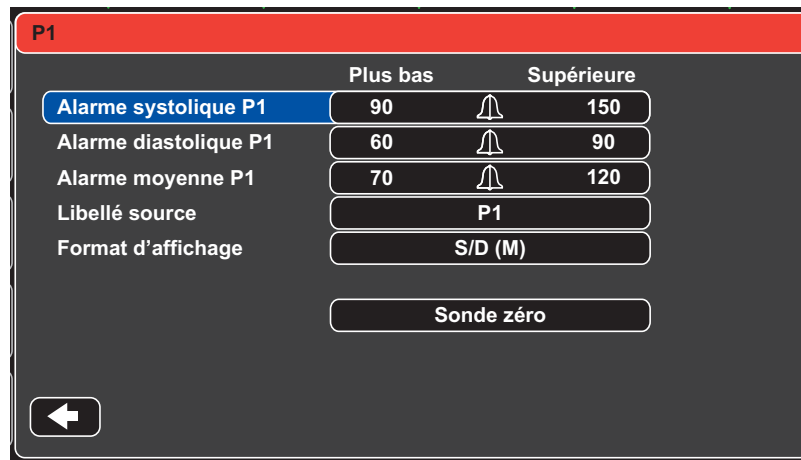 P1
Plus bas Supérieure
Alarme systolique P1 90 150
Alarme diastolique P1 60 90
Alarme moyenne P1 70 120
Libellé source P1
Format d’affichage S/D (M)
Sonde zéro